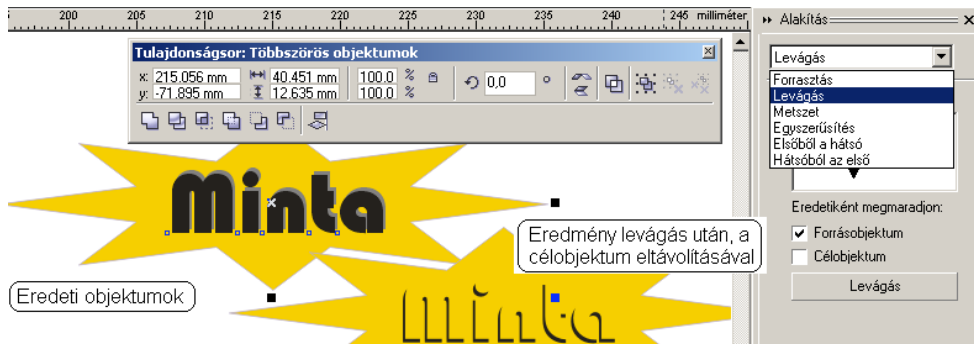 200 205 210 215 220 225 230 235 240 245 milliméter
Alakítás
Tulajdonságsor: Többszörös objektumok
x: 215.056 mm 40.451 mm 100.0 % 0,0 °
y: -71.895 mm 12.635 mm 100.0 %
Levágás
Forrasztás
Levágás
Metszet
Egyszerűsítés
Elsőből a hátsó
Hátsóból az első
Minta
Eredetiként megmaradjon:
Forrásobjektum
Célobjektum
Levágás
Eredmény levágás után, a
célobjektum eltávolításával
Eredeti objektumok
Minta